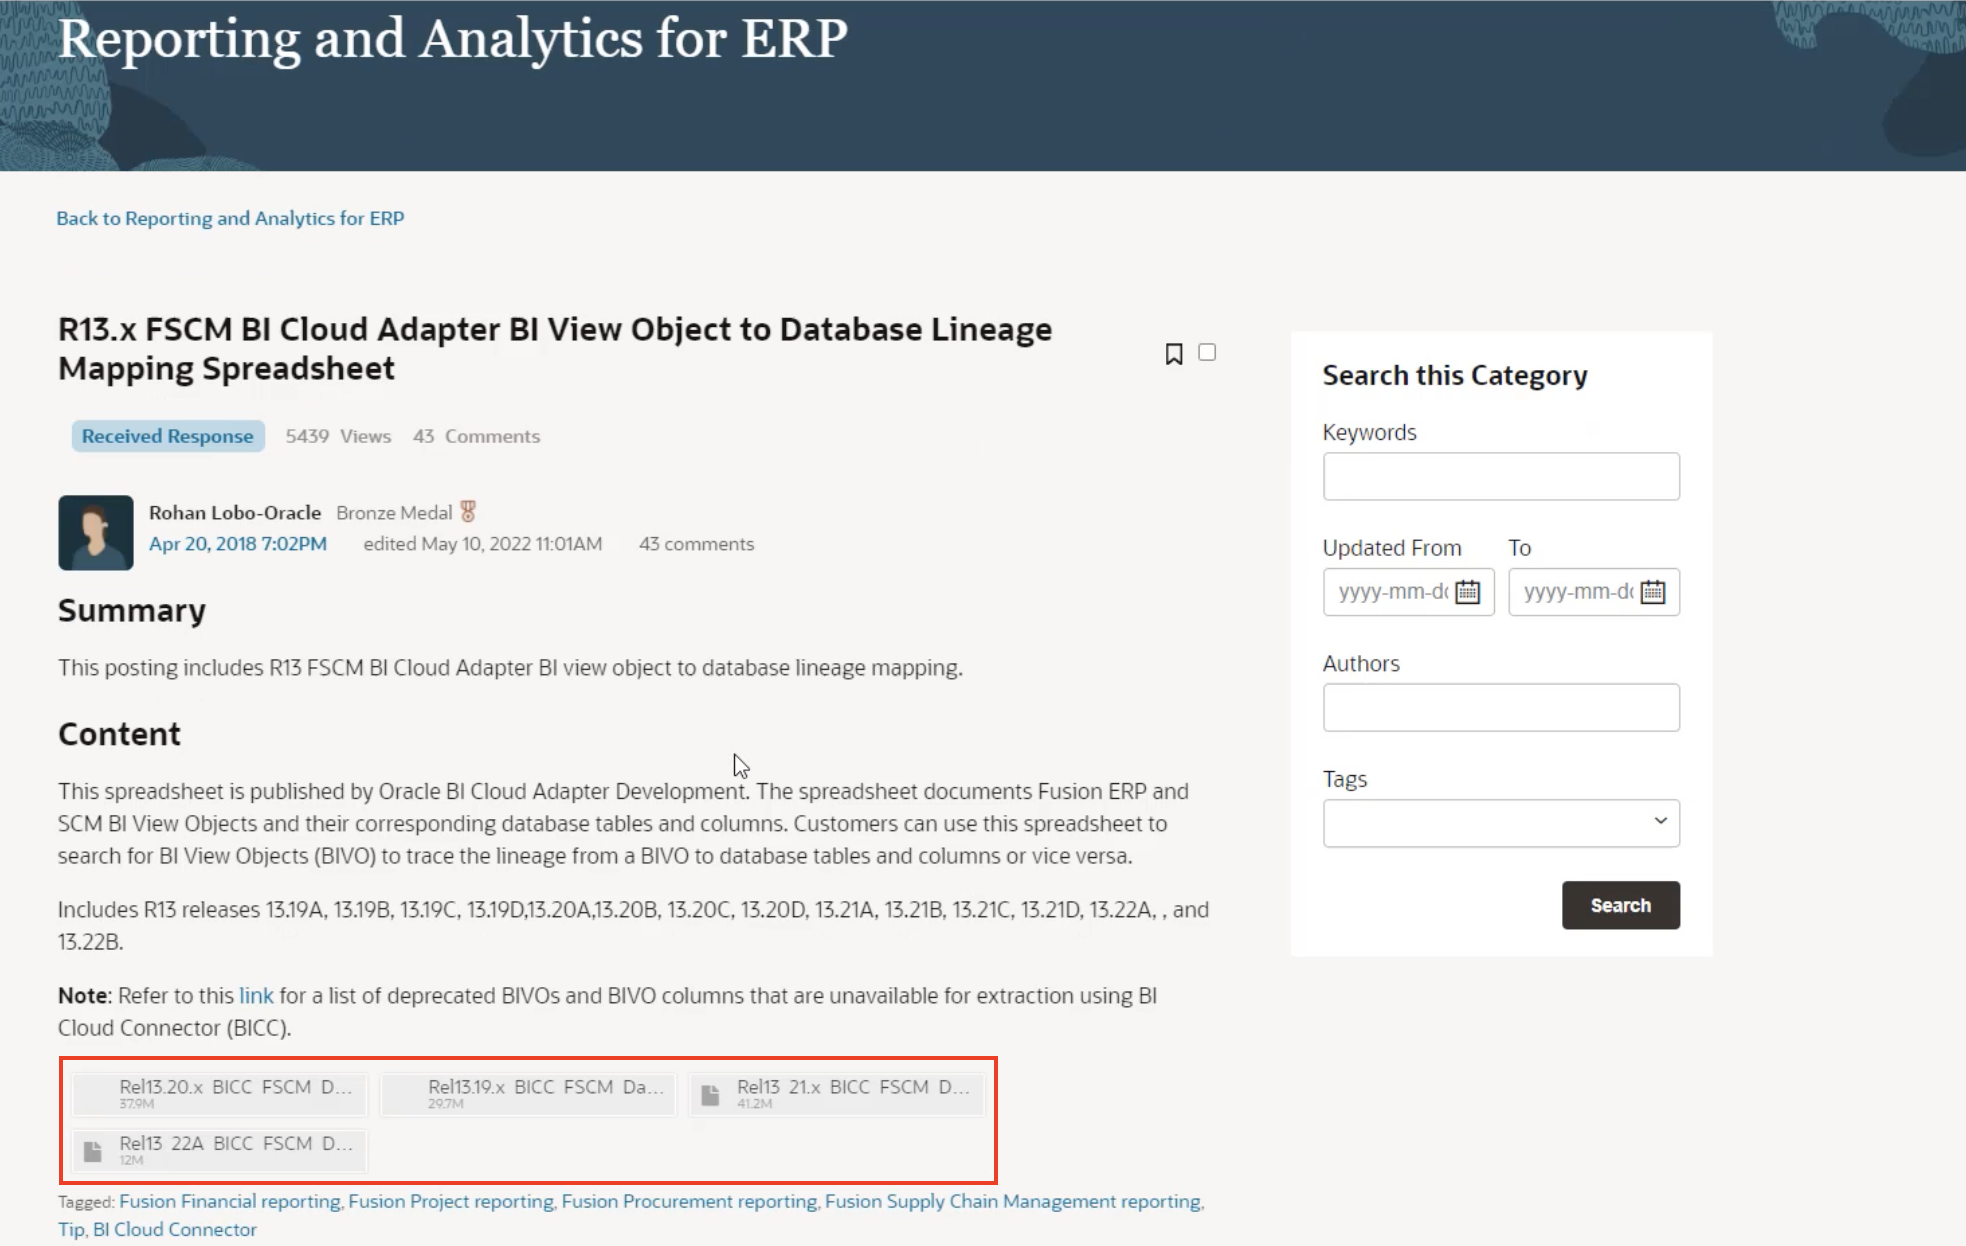 Reporting and Analytics for ERP
Back to Reporting and Analytics for ERP
R13.x FSCM BI Cloud Adapter BI View Object to Database Lineage
Mapping Spreadsheet
Received Response 5439 Views 43 Comments
Rohan Lobo-Oracle Bronze Medal
Apr 20, 2018 7:02PM edited May 10, 2022 11:01AM 43 comments
Summary
This posting includes R13 FSCM BI Cloud Adapter BI view object to database lineage mapping.
Content
This spreadsheet is published by Oracle BI Cloud Adapter Development. The spreadsheet documents Fusion ERP and
SCM BI View Objects and their corresponding database tables and columns. Customers can use this spreadsheet to
search for BI View Objects (BIVO) to trace the lineage from a BIVO to database tables and columns or vice versa.
Includes R13 releases 13.19A, 13.19B, 13.19C, 13.19D,13.20A,13.20B, 13.20C, 13.20D, 13.21A, 13.21B, 13.21C, 13.21D, 13.22A, , and
13.22B.
Note: Refer to this link for a list of deprecated BIVOs and BIVO columns that are unavailable for extraction using BI
Cloud Connector (BICC).
Rel13.20.x BICC FSCM D...
37.9M
Rel13.19.x BICC FSCM Da...
29.7M
Rel13 21.x BICC FSCM D...
41.2M
Rel13 22A BICC FSCM D...
12M
Tagged: Fusion Financial reporting, Fusion Project reporting, Fusion Procurement reporting, Fusion Supply Chain Management reporting,
Tip, BI Cloud Connector
Search this Category
Keywords
Updated From To
yyyy-mm-dd yyyy-mm-dd
Authors
Tags
Search